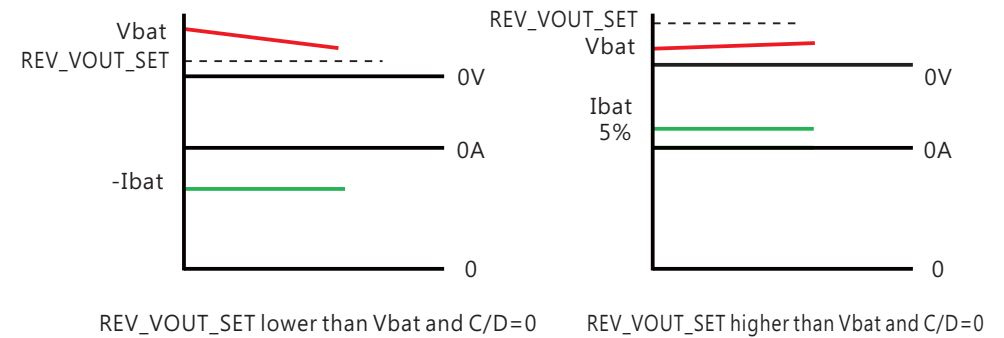 Vbat
REV_VOUT_SET
0V
0A
-Ibat
0
REV_VOUT_SET lower than Vbat and C/D=0
REV_VOUT_SET
Vbat
0V
Ibat
5%
0A
0
REV_VOUT_SET higher than Vbat and C/D=0